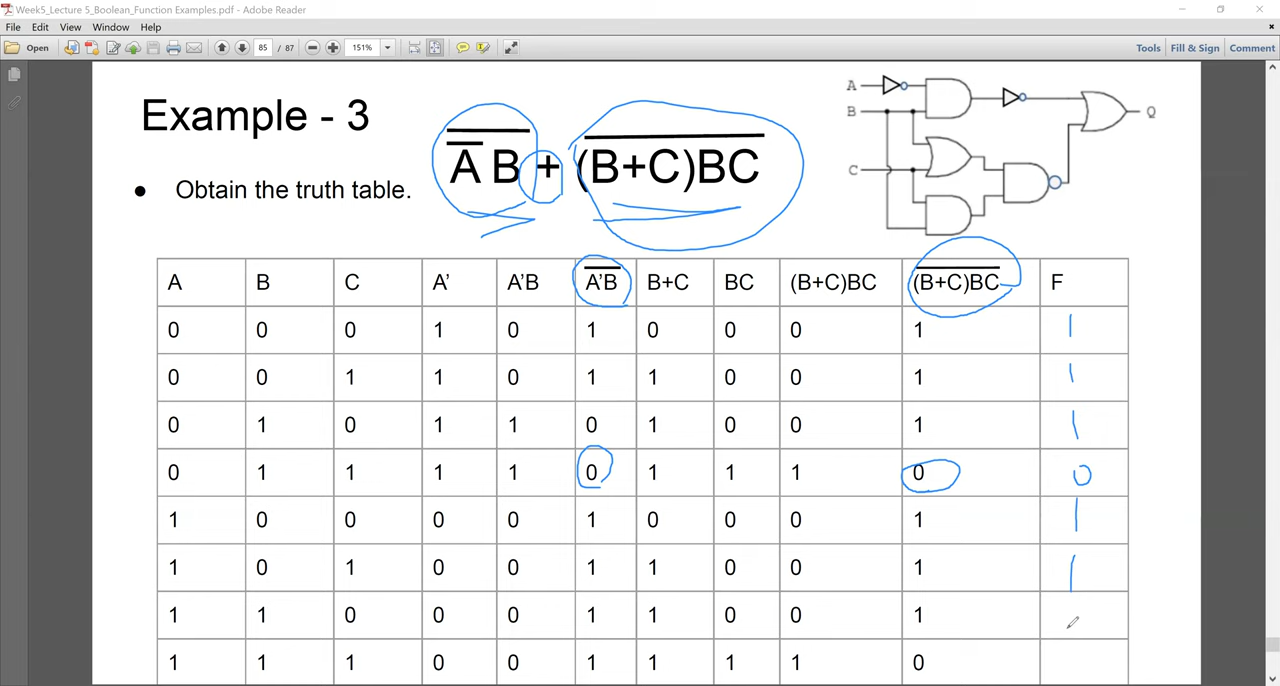 Week5_Lecture 5_Boolean_Function Examples.pdf - Adobe Reader
File Edit View Window Help
Open 85 / 87 151% Tools Fill & Sign Comment
Example - 3
A̅ B̅ + (B+C)BC
A
B
C
Q
● Obtain the truth table.
A B C A' A'B A'B B+C BC (B+C)BC (B+C)BC F
0 0 0 1 0 1 0 0 0 1 1
0 0 1 1 0 1 1 0 0 1 1
0 1 0 1 1 0 1 0 0 1 1
0 1 1 1 1 0 1 1 1 0 0
1 0 0 0 0 1 0 0 0 1 1
1 0 1 0 0 1 1 0 0 1 1
1 1 0 0 0 1 1 0 0 1
1 1 1 0 0 1 1 1 1 0